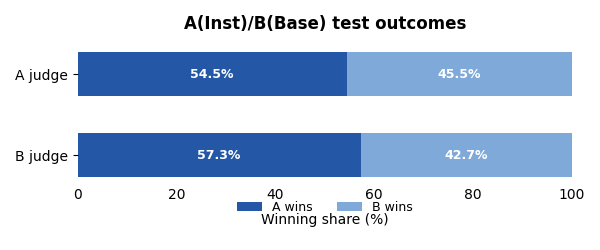 A(Inst)/B(Base) test outcomes
A judge
54.5%
45.5%
B judge
57.3%
42.7%
0 20 40 60 80 100
A wins B wins
Winning share (%)